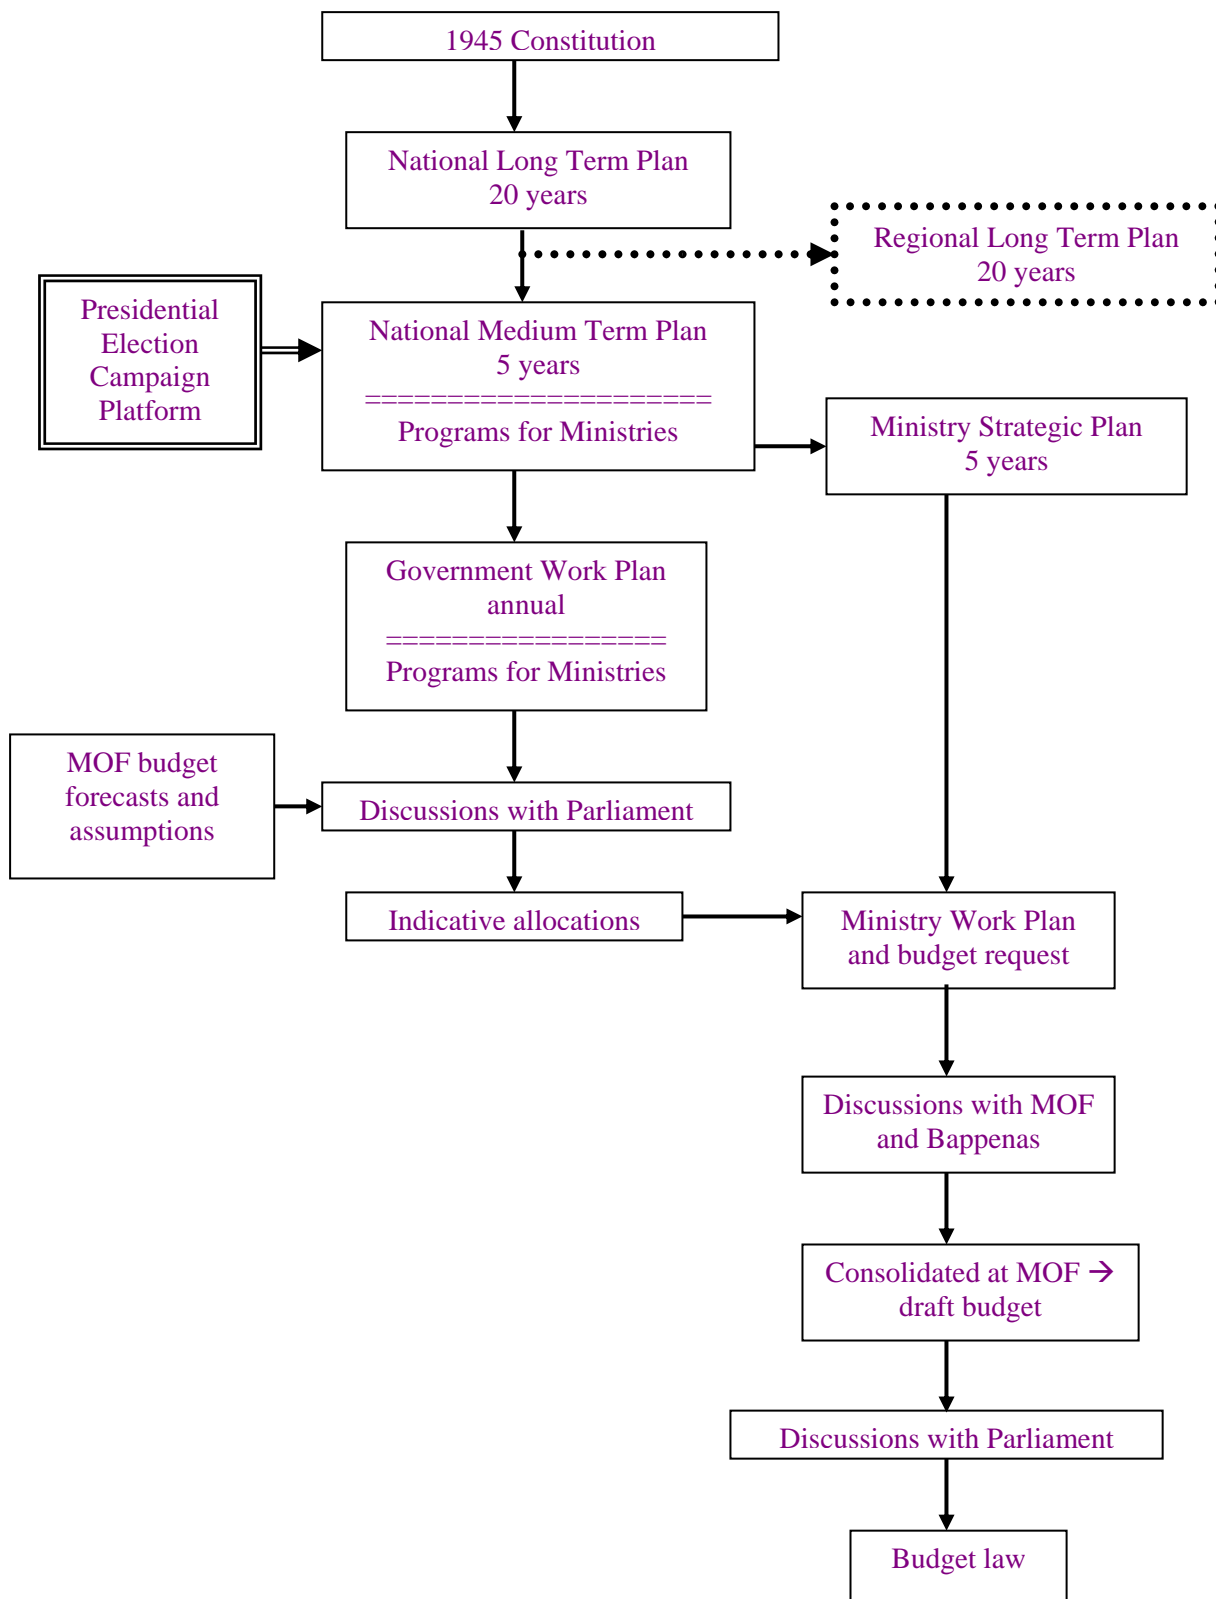 1945 Constitution
National Long Term Plan
20 years
Regional Long Term Plan
20 years
Presidential
Election
Campaign
Platform
National Medium Term Plan
5 years
=====================
Programs for Ministries
Ministry Strategic Plan
5 years
Government Work Plan
annual
=================
Programs for Ministries
MOF budget
forecasts and
assumptions
Discussions with Parliament
Indicative allocations
Ministry Work Plan
and budget request
Discussions with MOF
and Bappenas
Consolidated at MOF →
draft budget
Discussions with Parliament
Budget law